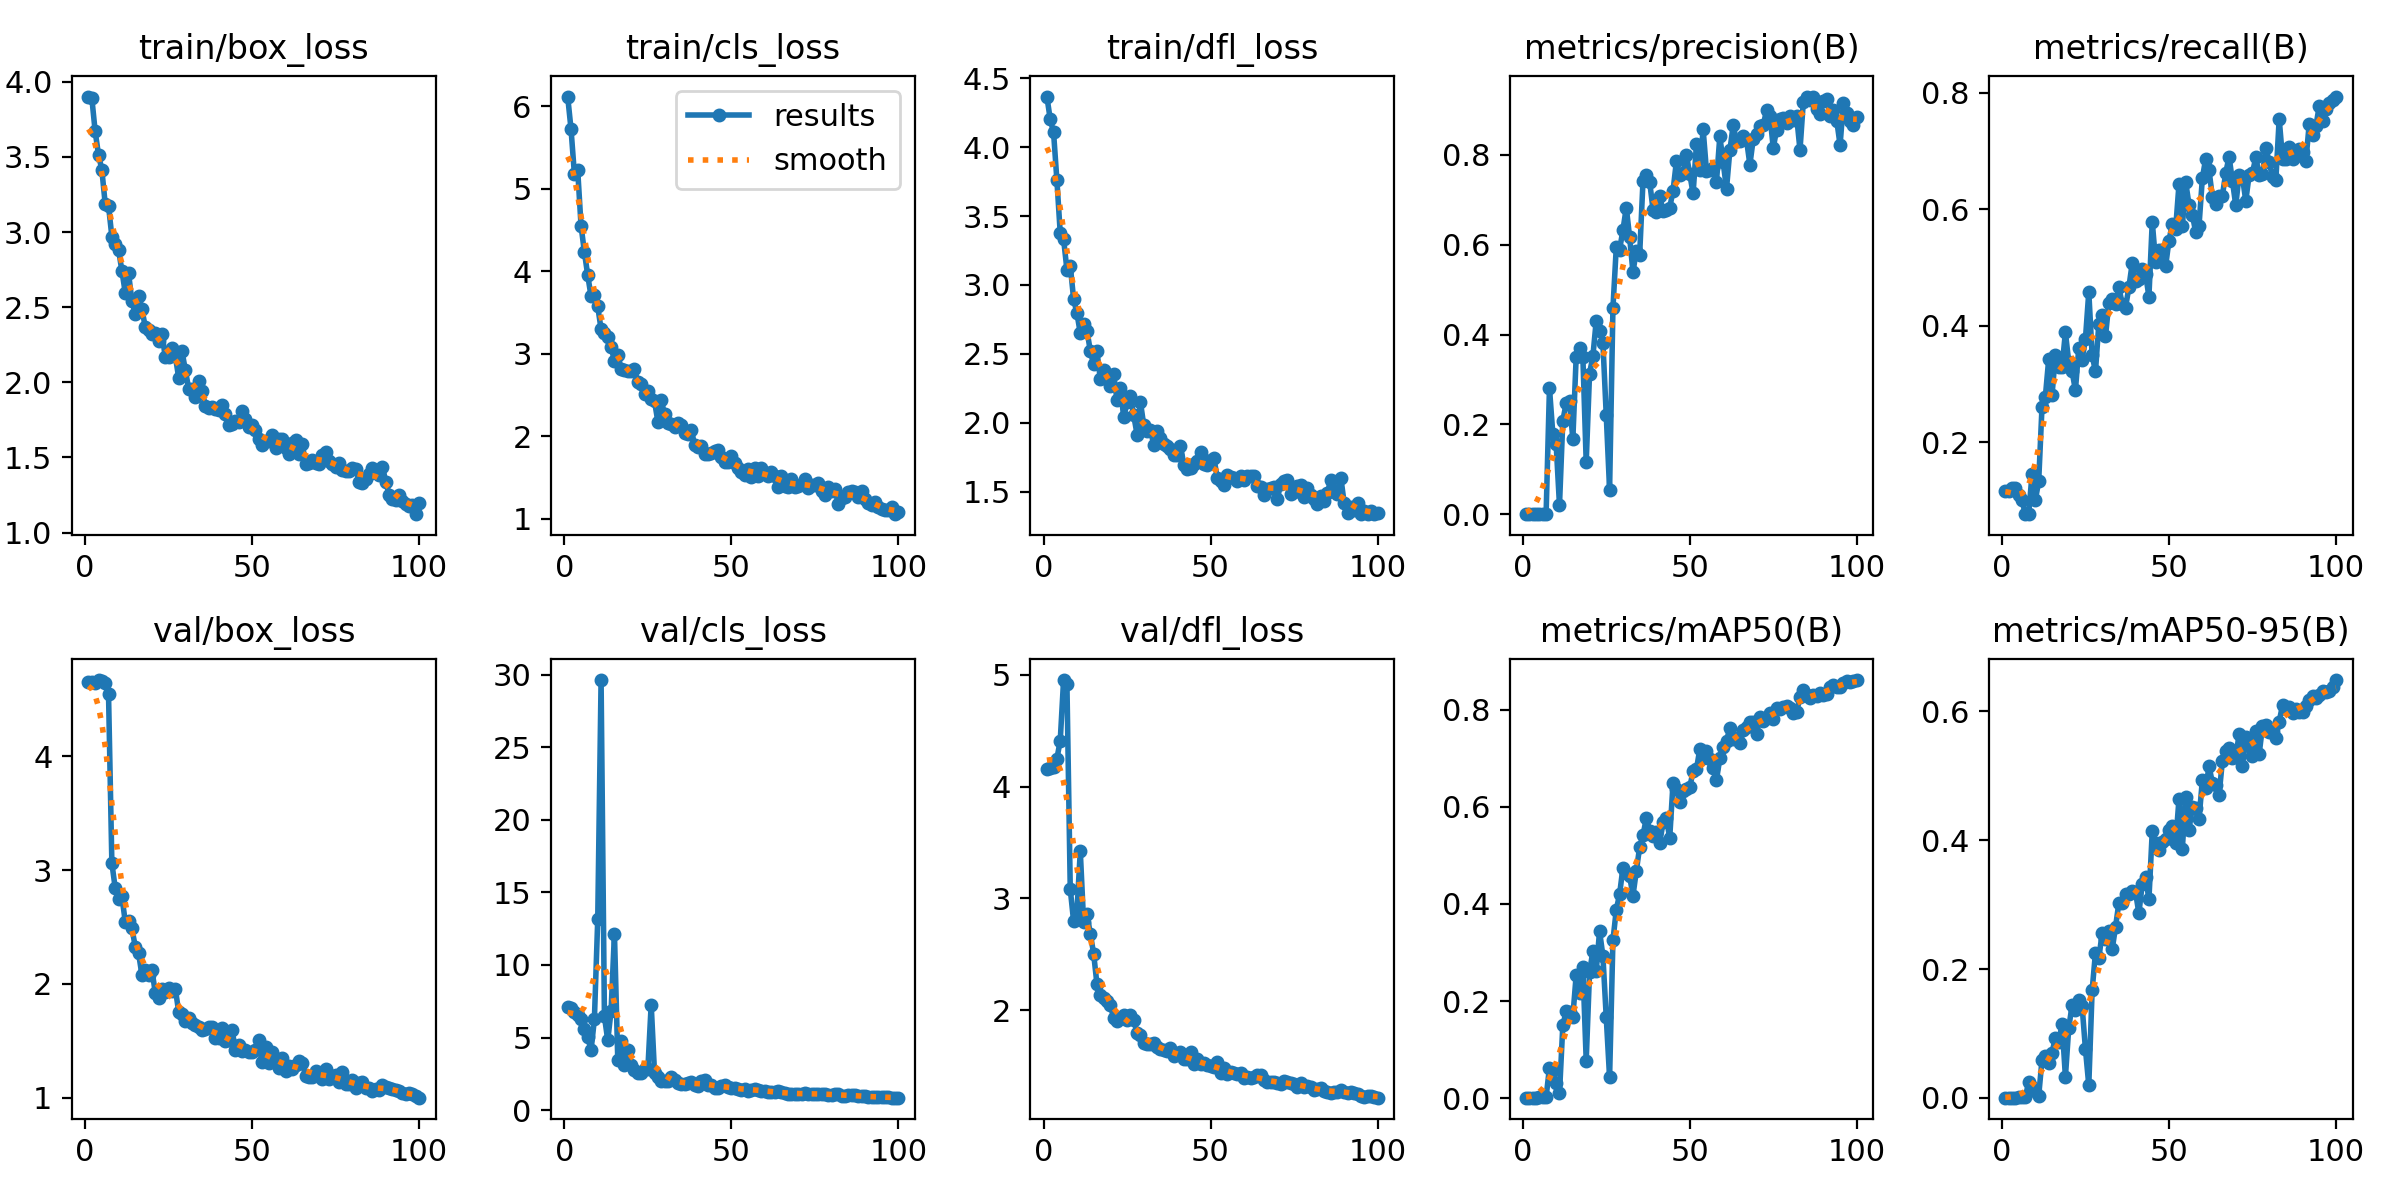 train/box_loss
train/cls_loss
train/dfl_loss
metrics/precision(B)
metrics/recall(B)
4.0
3.5
3.0
2.5
2.0
1.5
1.0
0 50 100
results
smooth
6
5
4
3
2
1
0 50 100
4.5
4.0
3.5
3.0
2.5
2.0
1.5
0 50 100
0.8
0.6
0.4
0.2
0.0
0 50 100
0.8
0.6
0.4
0.2
0 50 100
val/box_loss
val/cls_loss
val/dfl_loss
metrics/mAP50(B)
metrics/mAP50-95(B)
4
3
2
1
0 50 100
30
25
20
15
10
5
0
0 50 100
5
4
3
2
0 50 100
0.8
0.6
0.4
0.2
0.0
0 50 100
0.6
0.4
0.2
0.0
0 50 100